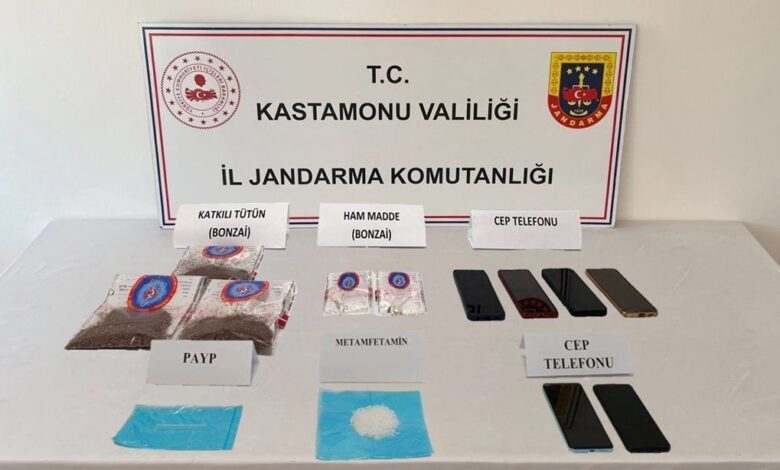 T.C.
KASTAMONU VALİLİĞİ
İL JANDARMA KOMUTANLIĞI
JANDARMA
KATKILI TÜTÜN
(BONZAİ)
HAM MADDE
(BONZAİ)
CEP TELEFONU
PAYP
METAMFETAMİN
CEP
TELEFONU